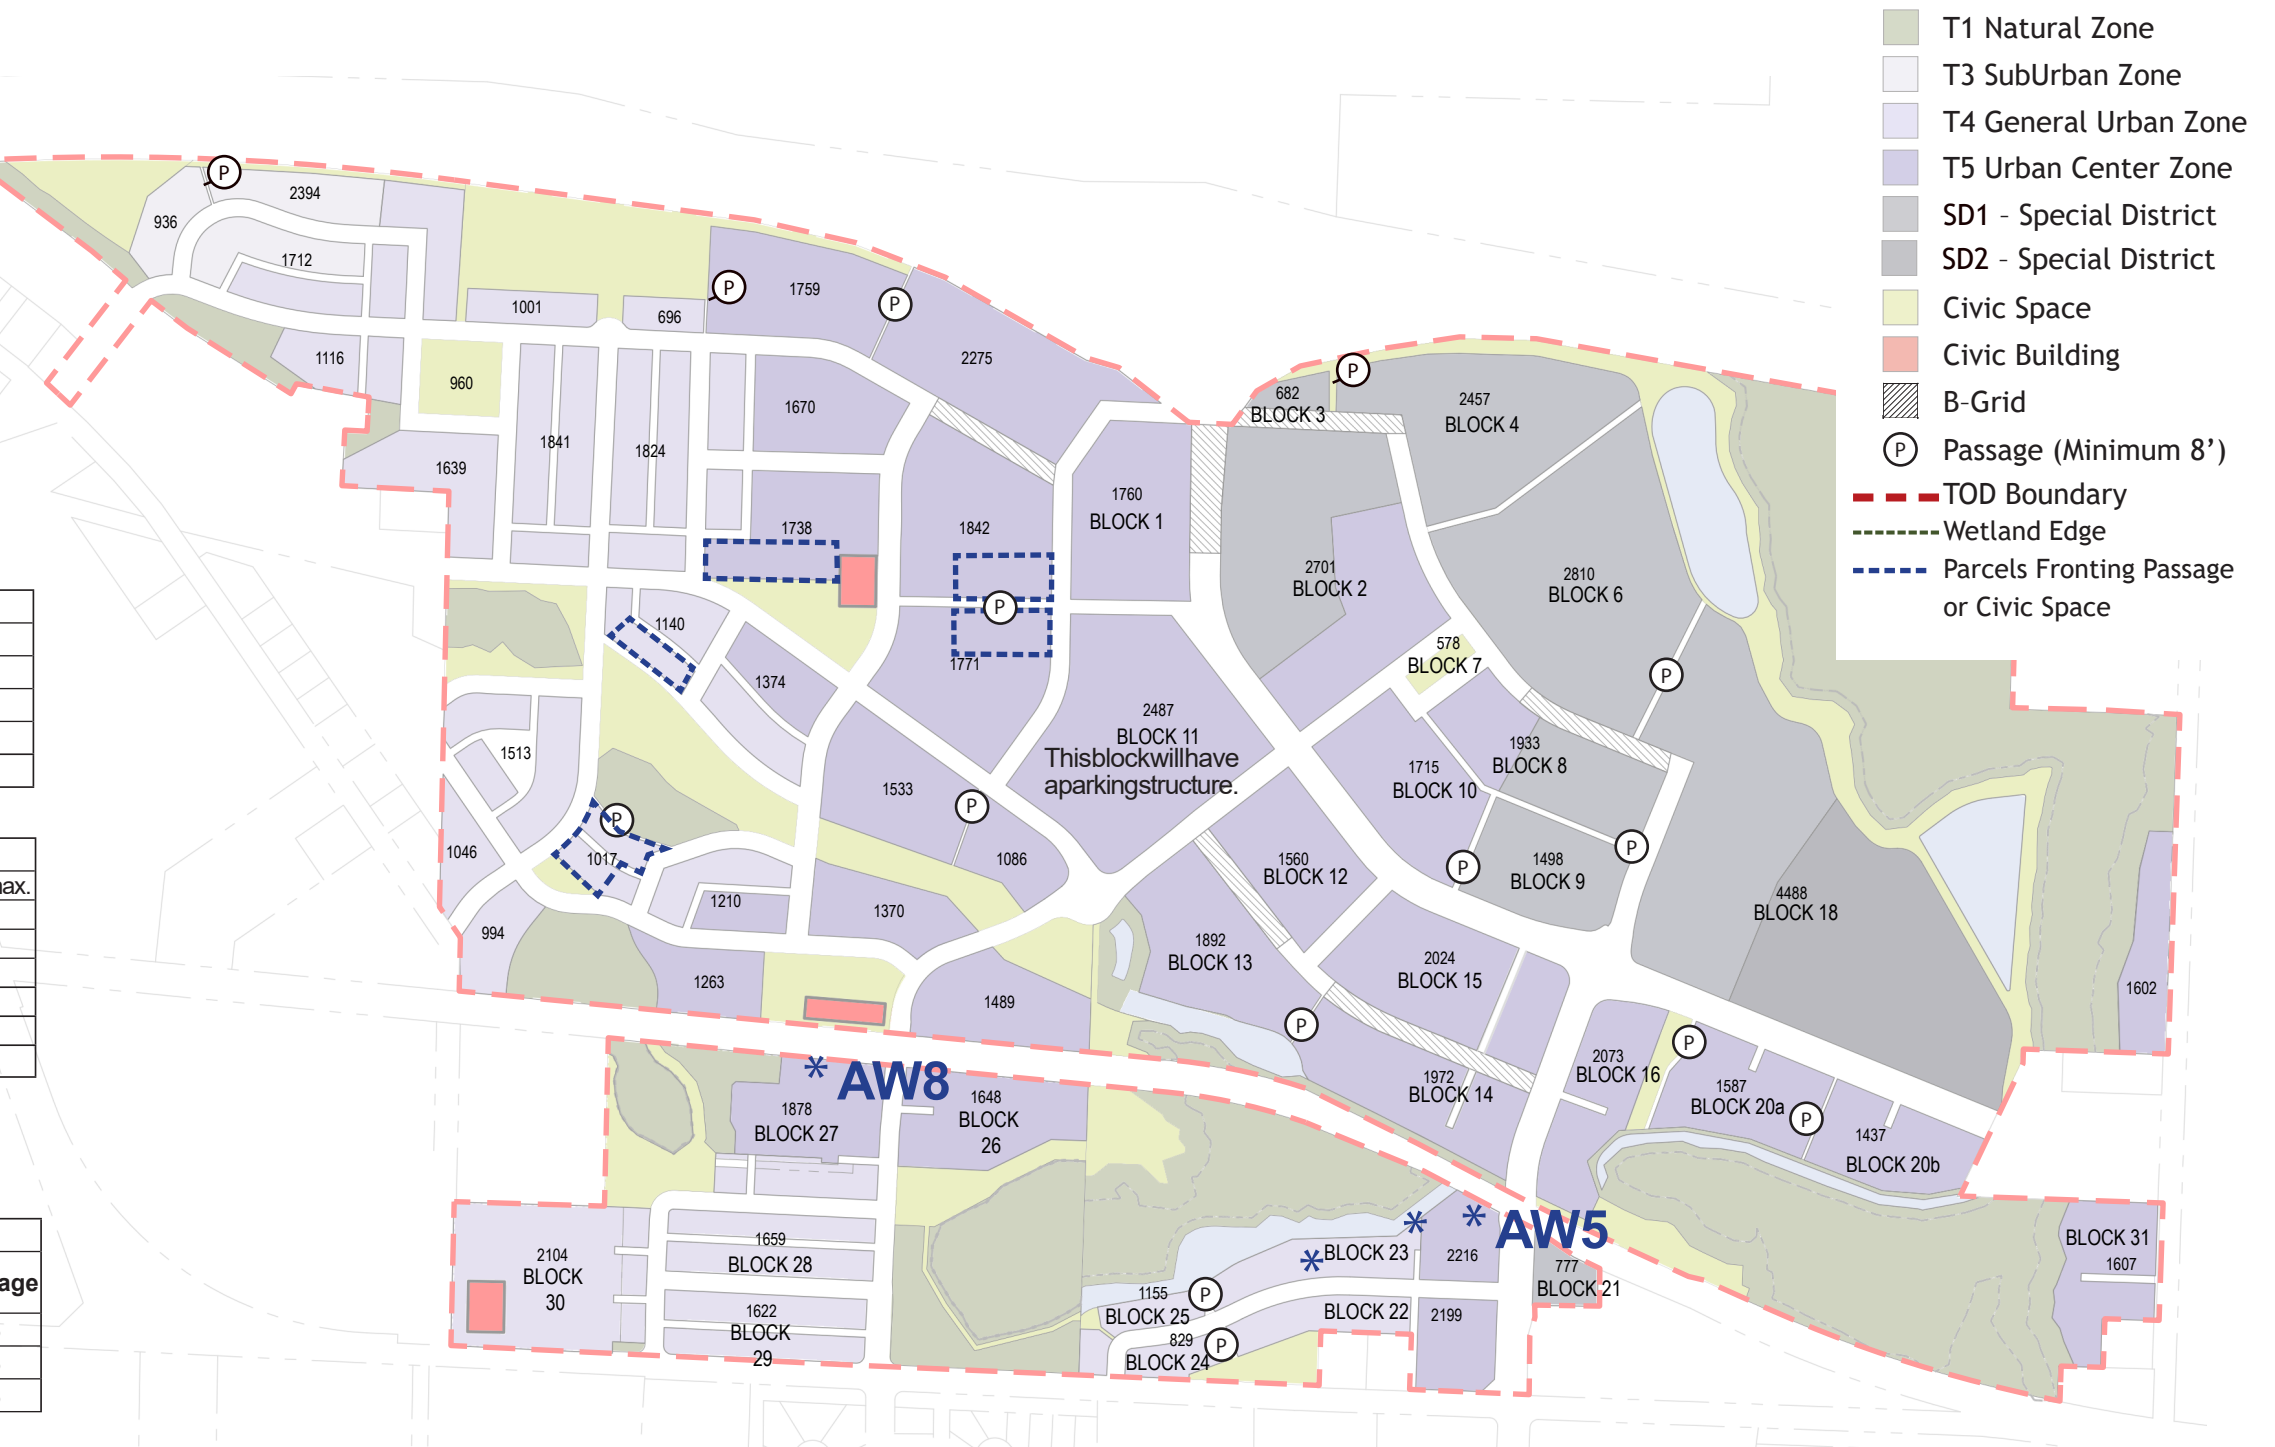 T1 Natural Zone
T3 SubUrban Zone
T4 General Urban Zone
T5 Urban Center Zone
SD1 - Special District
SD2 - Special District
Civic Space
Civic Building
B-Grid
P
Passage (Minimum 8’)
TOD Boundary
Wetland Edge
Parcels Fronting Passage
or Civic Space
P
2394
936
1712
P
1759
P
1001
696
1116
2275
960
1670
P
682
BLOCK 3
2457
BLOCK 4
1841
1824
1639
1738
1842
1760
BLOCK 1
2701
BLOCK 2
2810
BLOCK 6
P
1140
1771
578
BLOCK 7
P
1374
2487
BLOCK 11
Thisblockwillhave
aparkingstructure.
1933
BLOCK 8
1715
BLOCK 10
1513
1533
P
P
1017
1046
1086
1560
BLOCK 12
P
1498
BLOCK 9
P
4488
BLOCK 18
ax.
1210
1370
994
1892
BLOCK 13
2024
BLOCK 15
1263
1489
1602
P
P
2073
BLOCK 16
* AW8
1878
BLOCK 27
1648
BLOCK
26
1972
BLOCK 14
1587
BLOCK 20a
P
1437
BLOCK 20b
1659
BLOCK 28
2104
BLOCK
30
age
* * AW5
* BLOCK 23
2216
777
BLOCK 21
BLOCK 31
1607
1155
BLOCK 25
P
1622
BLOCK
29
BLOCK 22
2199
829
BLOCK 24
P